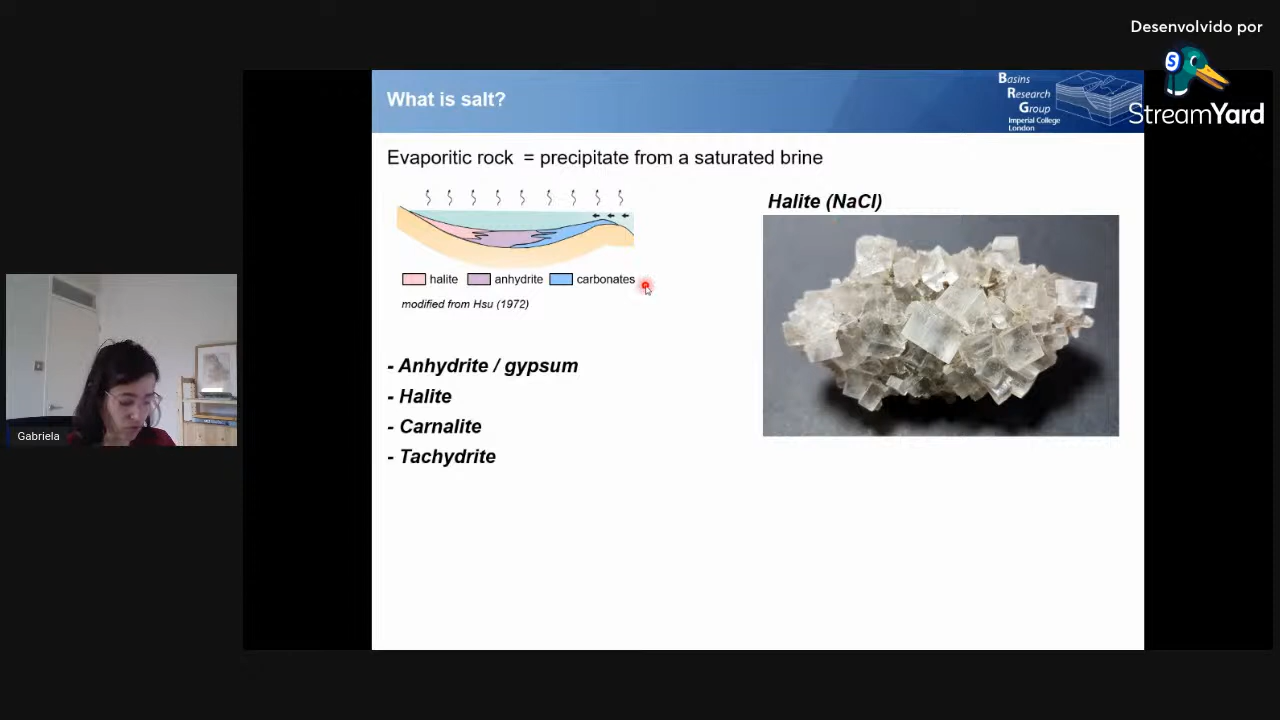 Desenvolvido por
S
StreamYard
What is salt?
Basins
Research
Group
Imperial College
London
Evaporitic rock = precipitate from a saturated brine
halite anhydrite carbonates
modified from Hsu (1972)
- Anhydrite / gypsum
- Halite
- Carnalite
- Tachydrite
Halite (NaCl)
Gabriela